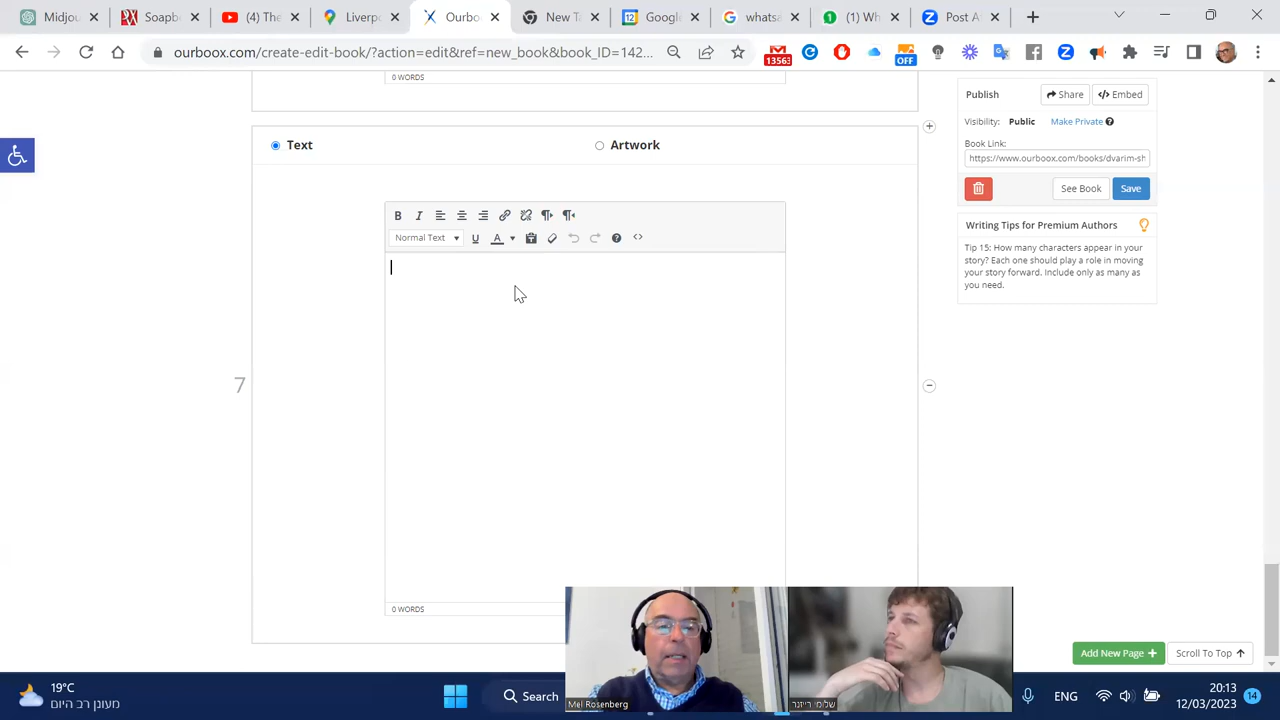 Midjou
Soapb
(4) (The
Liverpo
Ourbo
New Ta
Google
whatsa
(1) Wh
Post A
ourboox.com/create-edit-book/?action=edit&ref=new_book&book_ID=142...
13563
OFF
0 WORDS
Text
Artwork
Normal Text
7
0 WORDS
Publish
Share
Embed
Visibility: Public Make Private
Book Link:
https://www.ourboox.com/books/dvarim-sh
See Book
Save
Writing Tips for Premium Authors
Tip 15: How many characters appear in your
story? Each one should play a role in moving
your story forward. Include only as many as
you need.
Add New Page
Scroll To Top
Mel Rosenberg
שלומי רייזנר
19°C
מעונן רב היום
Search
ENG
20:13
12/03/2023
14